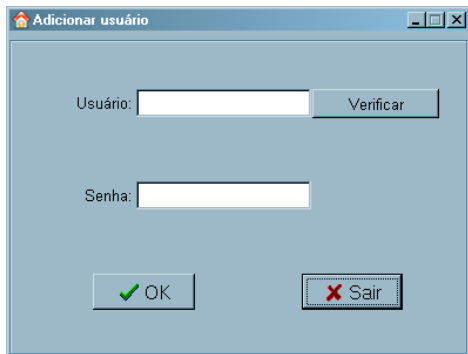 Adicionar usuário
Usuário:
Verificar
Senha:
OK
Sair